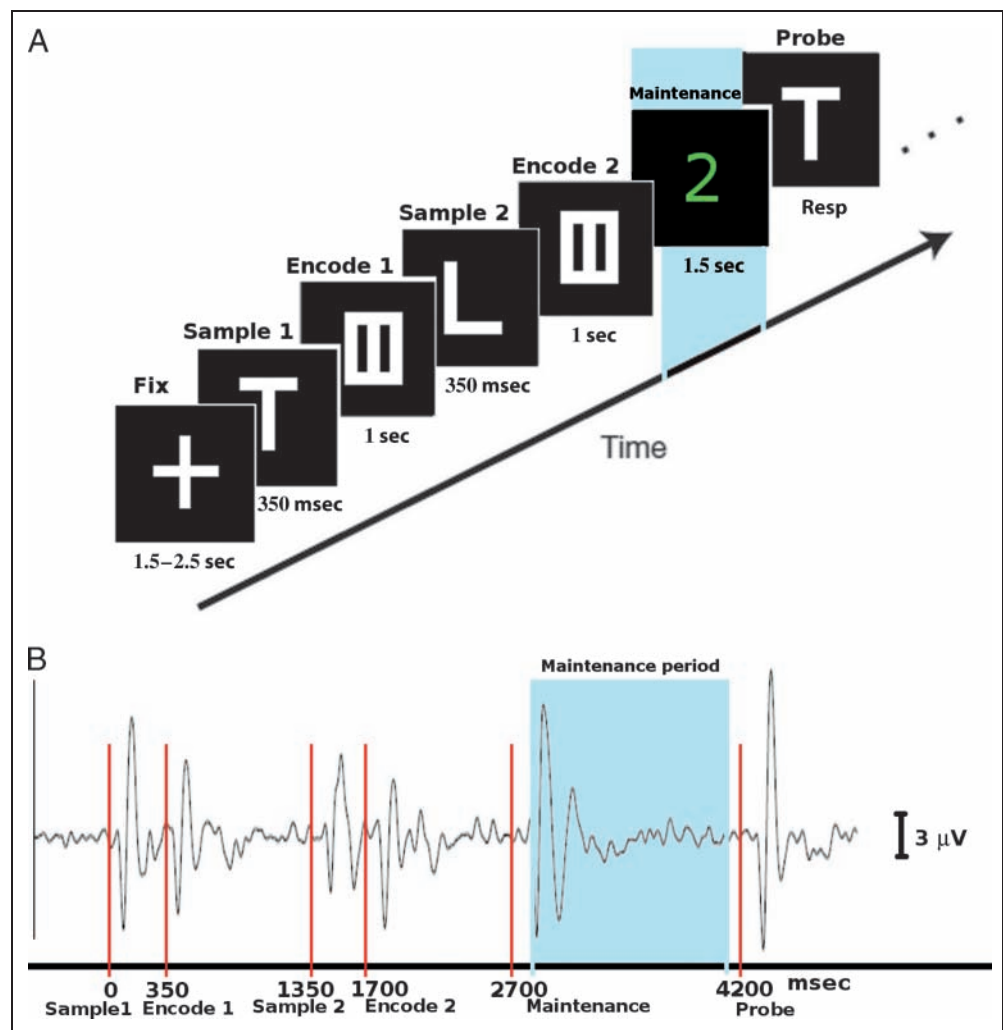 A
Probe
T
Resp
Maintenance
2
1.5 sec
Encode 2
1 sec
Sample 2
L
350 msec
Encode 1
1 sec
Sample 1
T
350 msec
Fix
1.5–2.5 sec
Time
B
Maintenance period
3 μV
0 350 1350 1700 2700 4200 msec
Sample1 Encode 1 Sample 2 Encode 2 Maintenance Probe